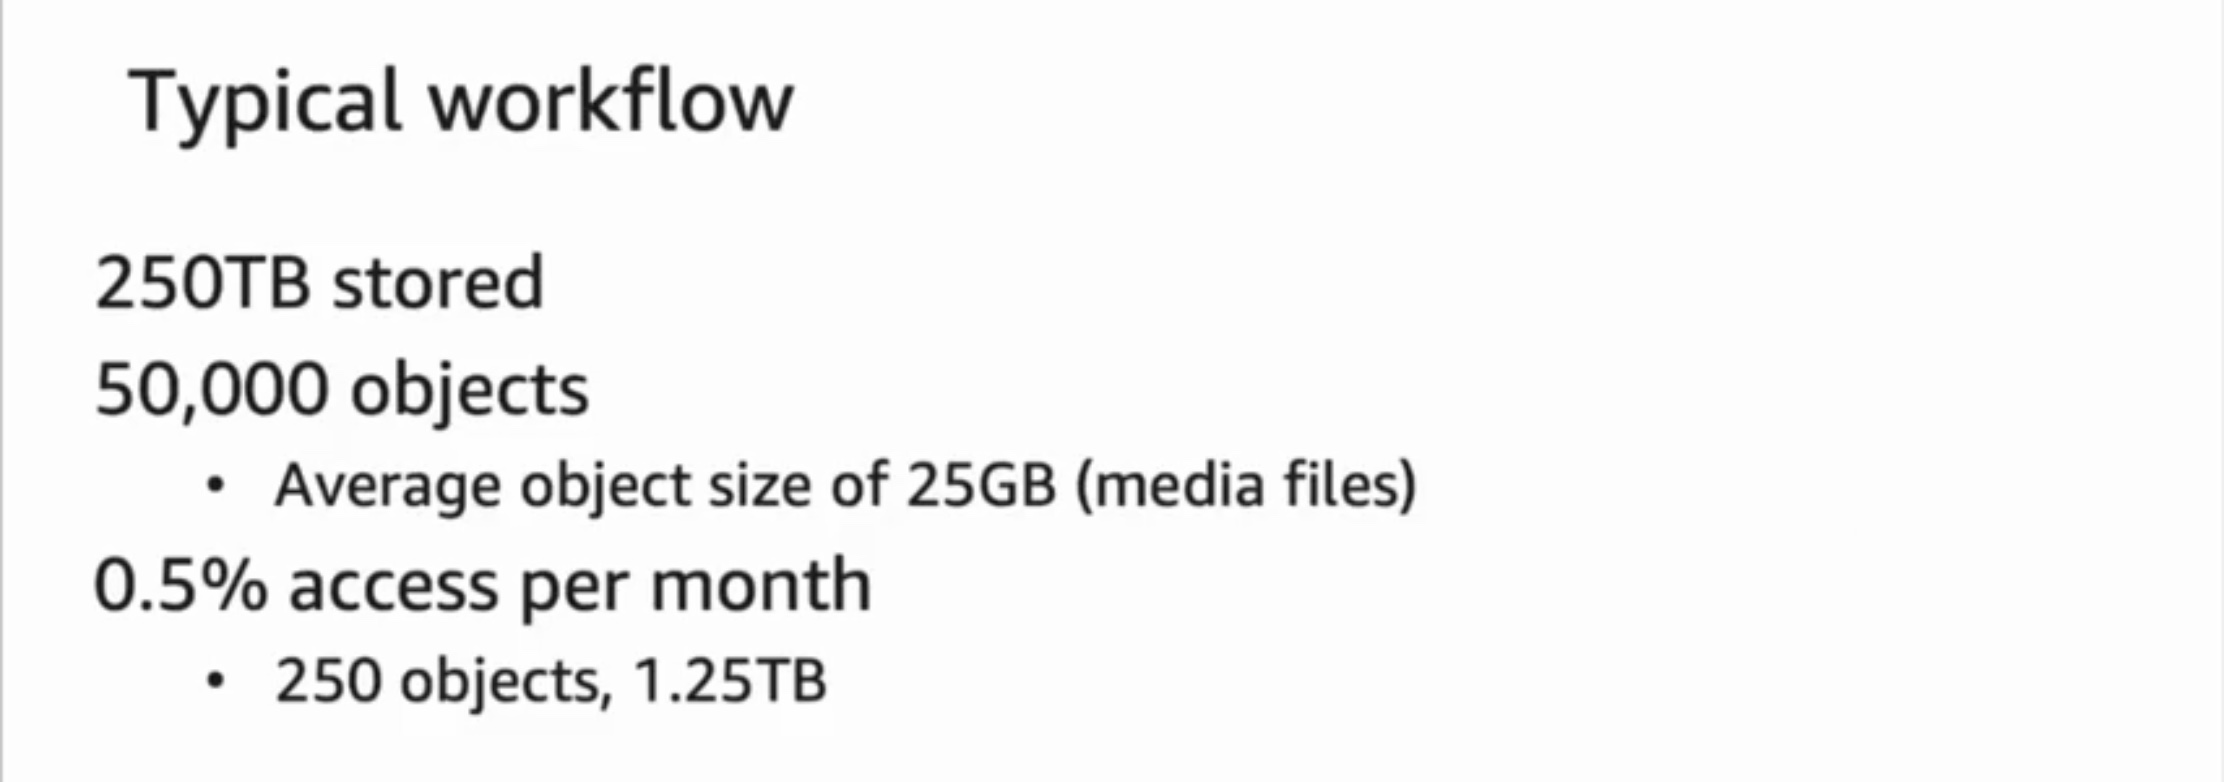 Typical workflow
250TB stored
50,000 objects
• Average object size of 25GB (media files)
0.5% access per month
• 250 objects, 1.25TB